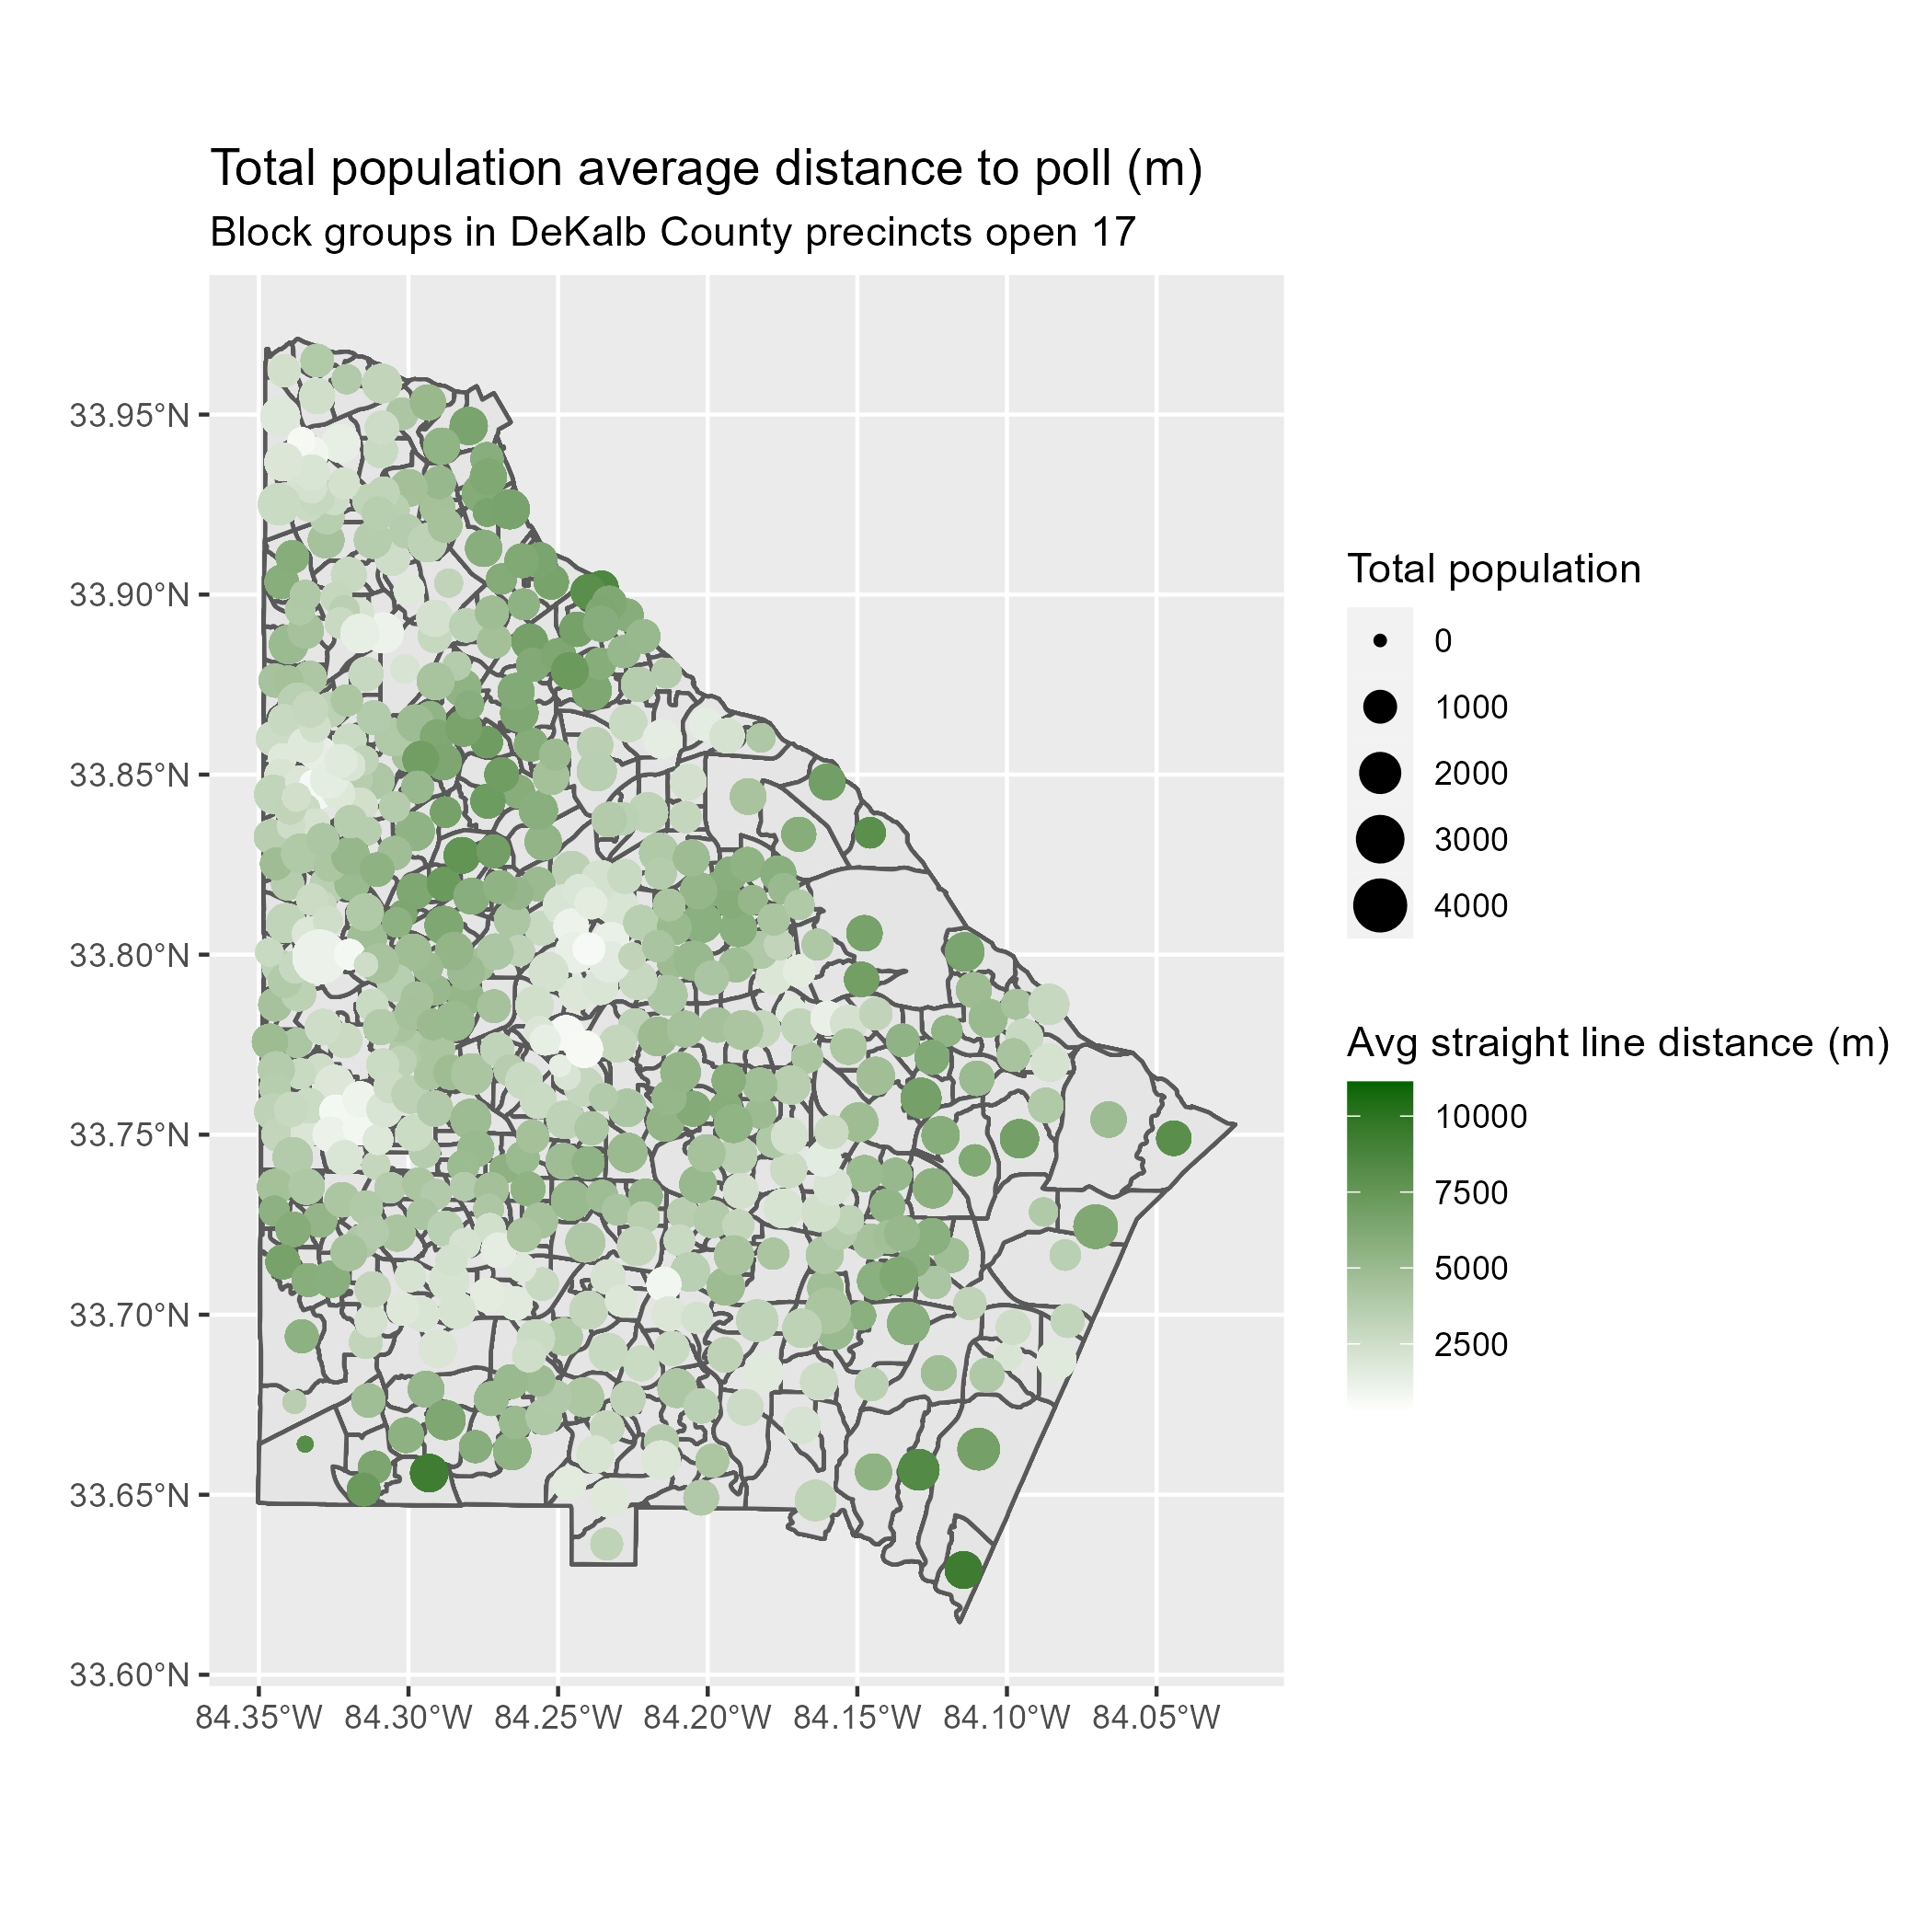 Total population average distance to poll (m)
Block groups in DeKalb County precincts open 17
33.95°N
33.90°N
33.85°N
33.80°N
33.75°N
33.70°N
33.65°N
33.60°N
84.35°W 84.30°W 84.25°W 84.20°W 84.15°W 84.10°W 84.05°W
Total population
0
1000
2000
3000
4000
Avg straight line distance (m)
10000
7500
5000
2500